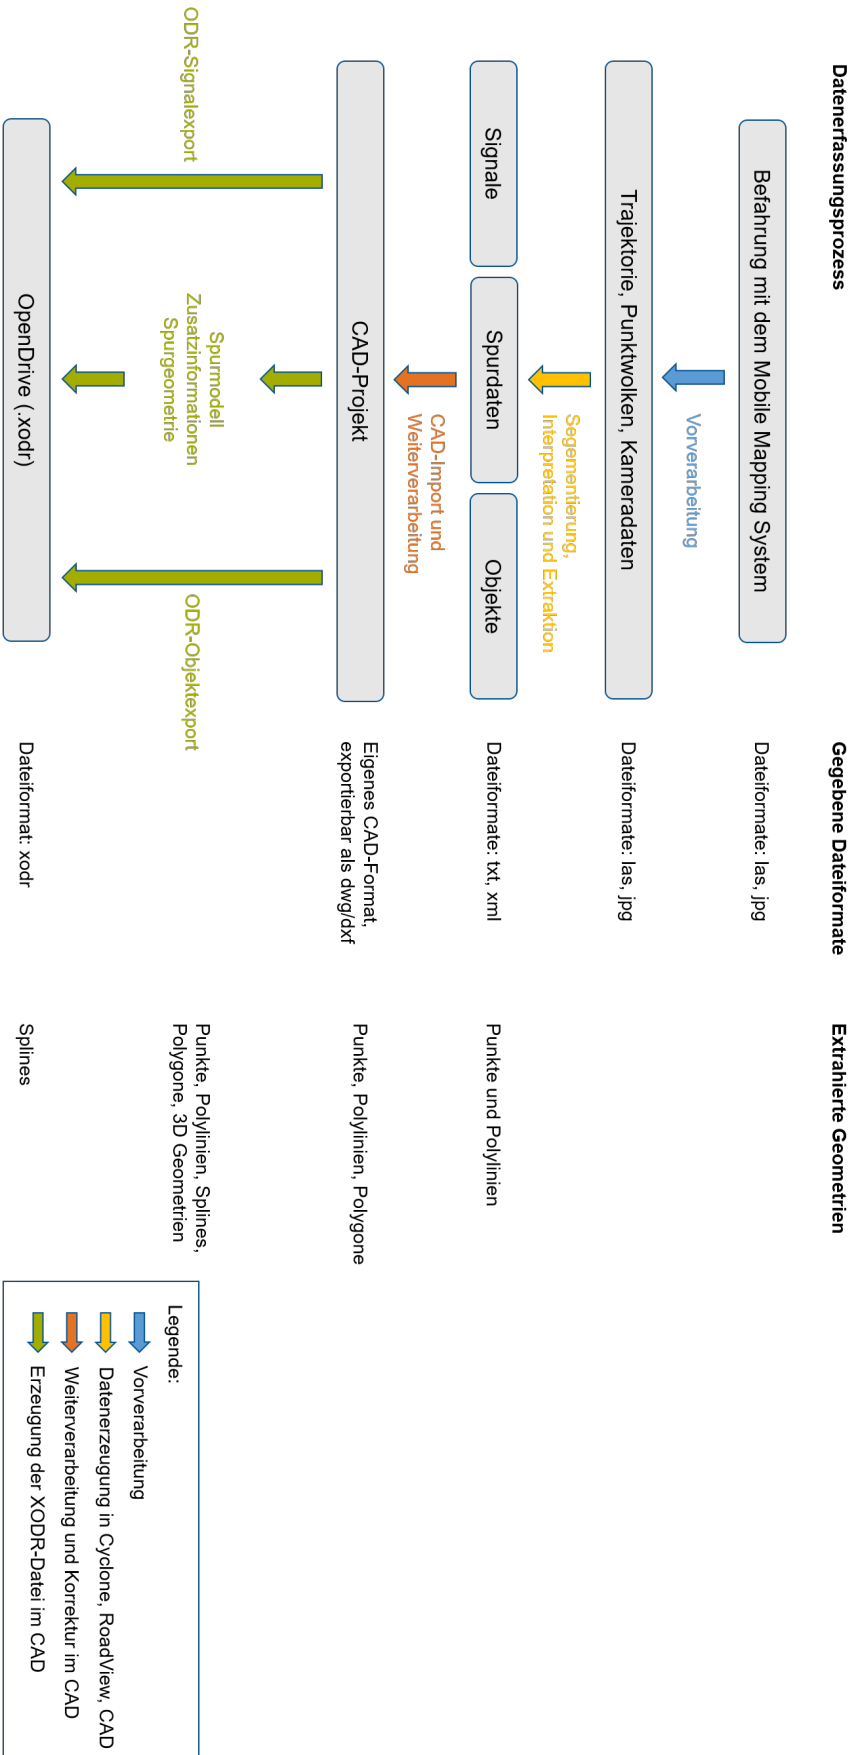 Datenerfassungsprozess
Gegebene Dateiformate
Extrahierte Geometrien
Befahrung mit dem Mobile Mapping System
Dateiformate: las, jpg
Vorverarbeitung
Trajektorie, Punktwolken, Kameradaten
Dateiformate: las, jpg
Segementierung,
Interpretation und Extraktion
Signale
Spurdaten
Objekte
Dateiformate: txt, xml
Punkte und Polylinien
CAD-Import und
Weiterverarbeitung
CAD-Projekt
Eigenes CAD-Format,
exportierbar als dwg/dxf
Punkte, Polylinien, Polygone
ODR-Signalexport
Spurmodell
Zusatzinformationen
Spurgeometrie
ODR-Objektexport
Punkte, Polylinien, Splines,
Polygone, 3D Geometrien
OpenDrive (.xodr)
Dateiformat: xodr
Splines
Legende:
Vorverarbeitung
Datenerzeugung in Cyclone, RoadView, CAD
Weiterverarbeitung und Korrektur im CAD
Erzeugung der XODR-Datei im CAD